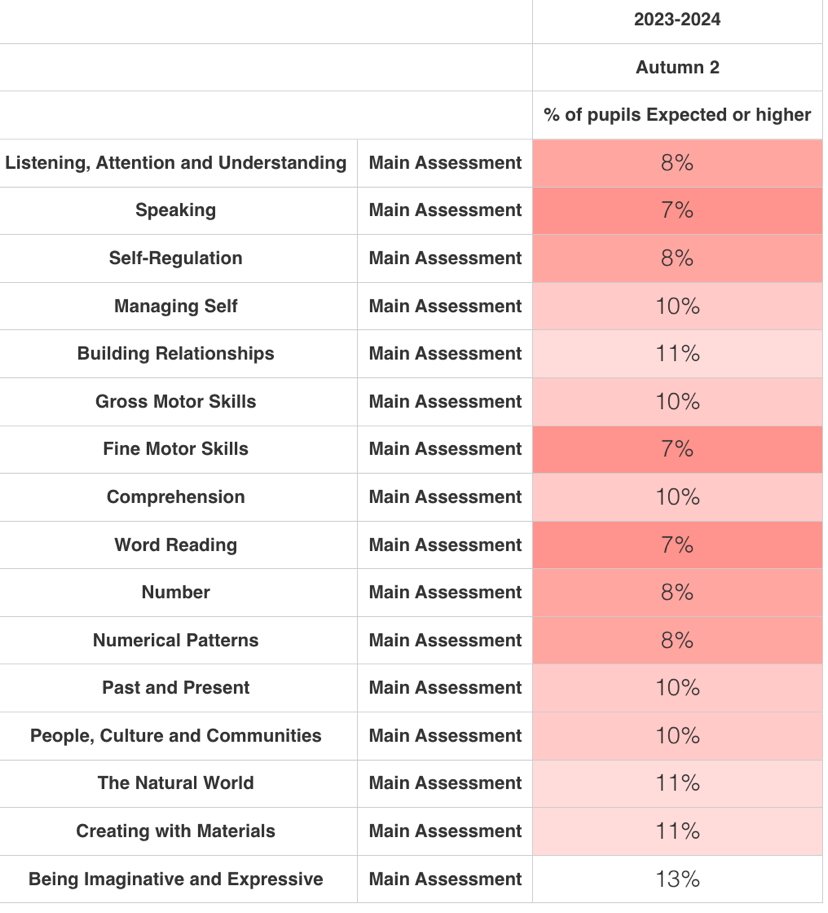 2023-2024
Autumn 2
% of pupils Expected or higher
Listening, Attention and Understanding Main Assessment 8%
Speaking Main Assessment 7%
Self-Regulation Main Assessment 8%
Managing Self Main Assessment 10%
Building Relationships Main Assessment 11%
Gross Motor Skills Main Assessment 10%
Fine Motor Skills Main Assessment 7%
Comprehension Main Assessment 10%
Word Reading Main Assessment 7%
Number Main Assessment 8%
Numerical Patterns Main Assessment 8%
Past and Present Main Assessment 10%
People, Culture and Communities Main Assessment 10%
The Natural World Main Assessment 11%
Creating with Materials Main Assessment 11%
Being Imaginative and Expressive Main Assessment 13%